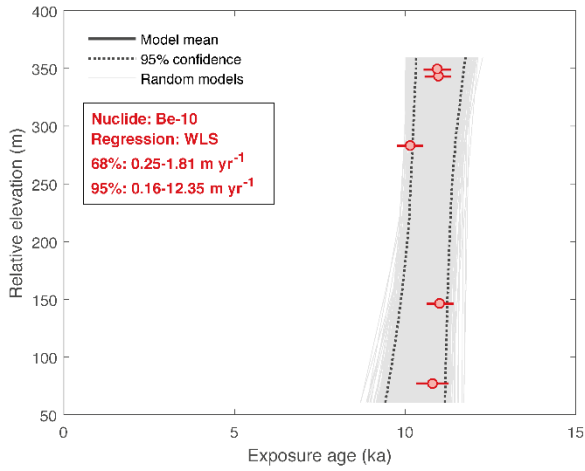 400
350
300
250
200
150
100
50
Relative elevation (m)
Model mean
95% confidence
Random models
Nuclide: Be-10
Regression: WLS
68%: 0.25-1.81 m yr⁻¹
95%: 0.16-12.35 m yr⁻¹
0 5 10 15
Exposure age (ka)